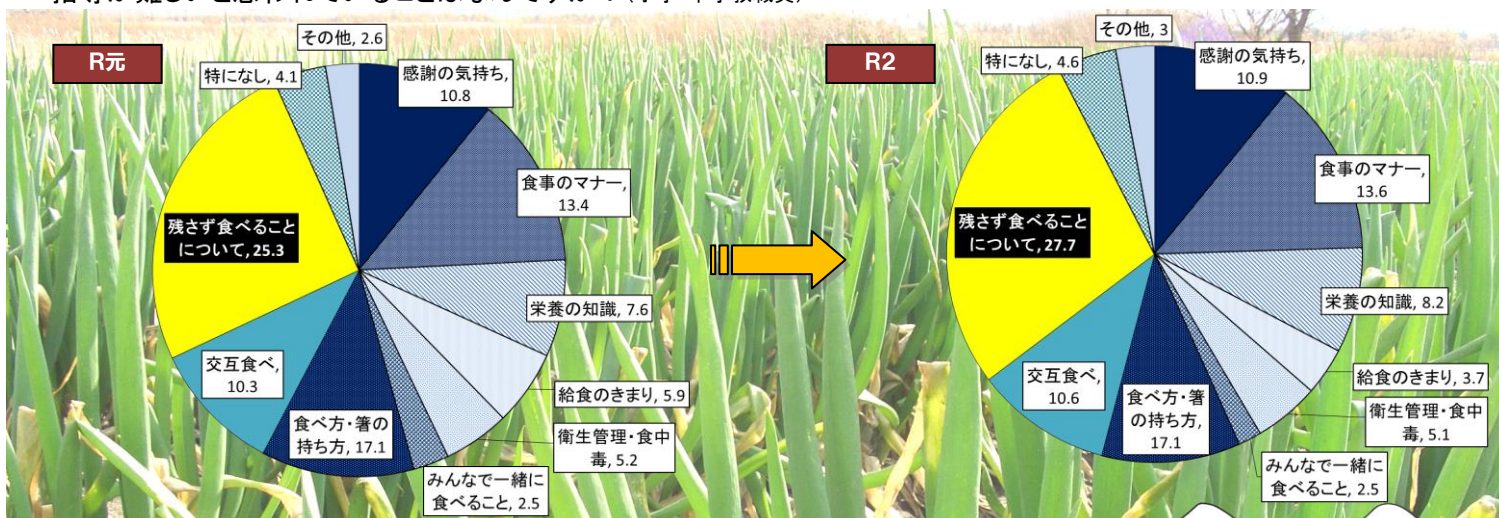 R元
その他, 2.6
特になし, 4.1
感謝の気持ち,
10.8
食事のマナー,
13.4
残さず食べること
について, 25.3
栄養の知識, 7.6
交互食べ,
10.3
給食のきまり, 5.9
食べ方・箸の
持ち方, 17.1
衛生管理・食中
毒, 5.2
みんなで一緒に
食べること, 2.5
R2
その他, 3
特になし, 4.6
感謝の気持ち,
10.9
食事のマナー,
13.6
残さず食べること
について, 27.7
栄養の知識, 8.2
交互食べ,
10.6
給食のきまり, 3.7
食べ方・箸
の持ち方,
17.1
衛生管理・食中
毒, 5.1
みんなで一緒に
食べること, 2.5